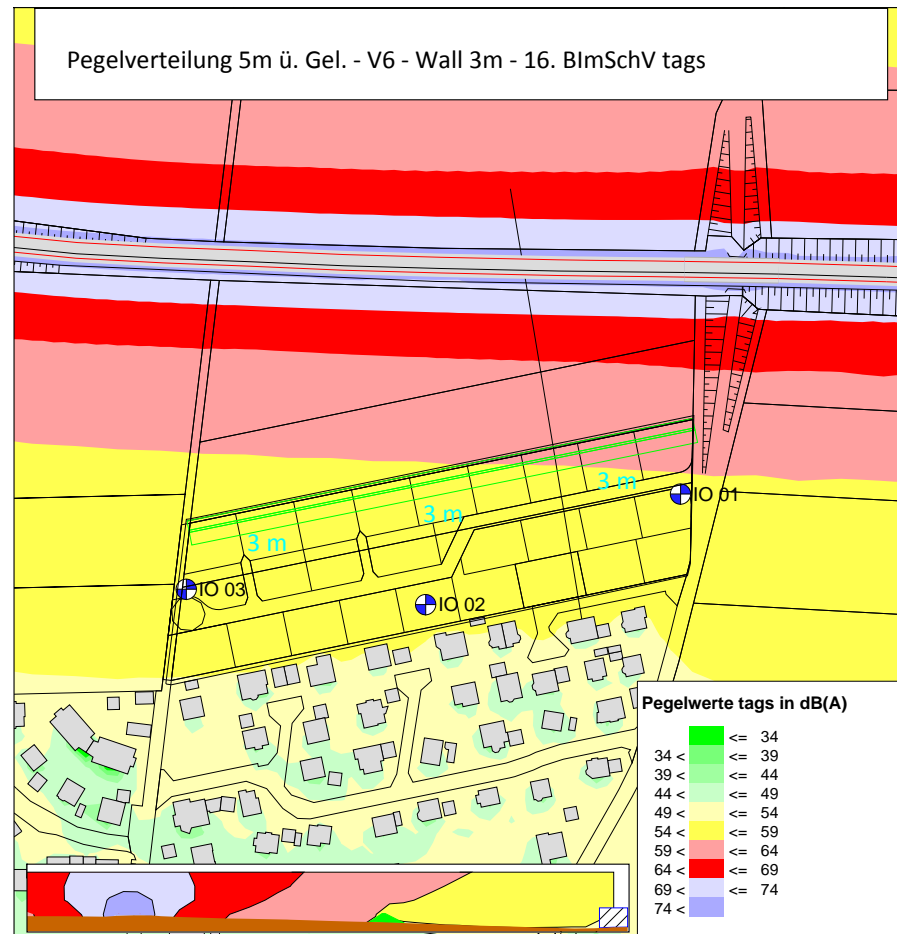 Pegelverteilung 5m ü. Gel. - V6 - Wall 3m - 16. BImSchV tags
3 m
IO 01
3 m
3 m
IO 03
IO 02
Pegelwerte tags in dB(A)
<= 34
34 < <= 39
39 < <= 44
44 < <= 49
49 < <= 54
54 < <= 59
59 < <= 64
64 < <= 69
69 < <= 74
74 <